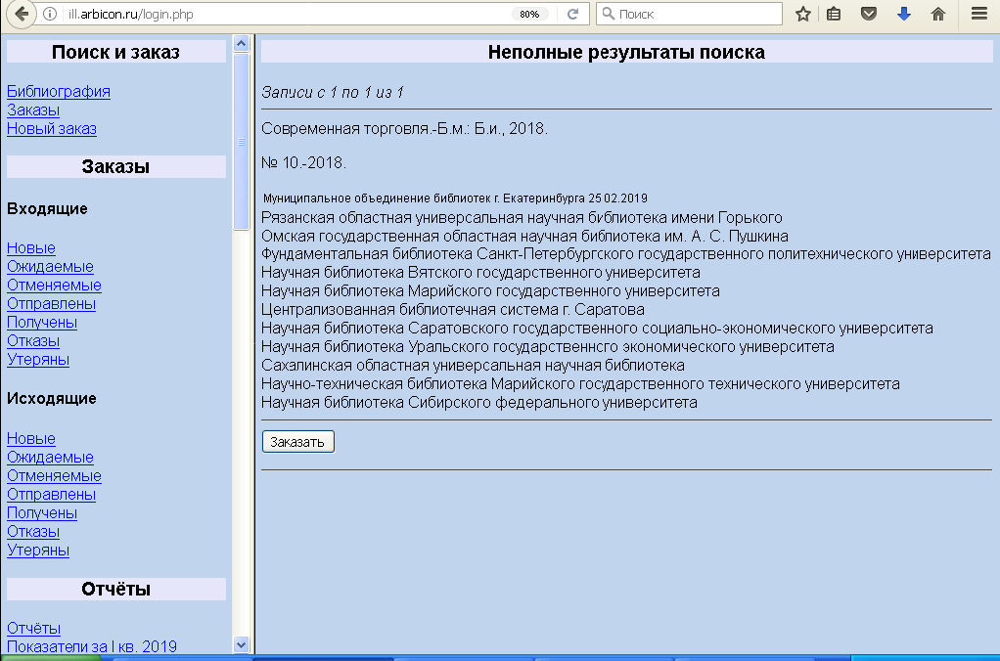 ill.arbicon.ru/login.php
80%
Поиск
Поиск и заказ
Библиография
Заказы
Новый заказ
Заказы
Входящие
Новые
Ожидаемые
Отменяемые
Отправлены
Получены
Отказы
Утеряны
Исходящие
Новые
Ожидаемые
Отменяемые
Отправлены
Получены
Отказы
Утеряны
Отчёты
Отчёты
Показатели за I кв. 2019
Неполные результаты поиска
Записи с 1 по 1 из 1
Современная торговля.-Б.м.: Б.и., 2018.
№ 10.-2018.
Муниципальное объединение библиотек г. Екатеринбурга 25 02.2019
Рязанская областная универсальная научная библиотека имени Горького
Омская государственная областная научная библиотека им. А. С. Пушкина
Фундаментальная библиотека Санкт-Петербургского государственного политехнического университета
Научная библиотека Вятского государственного университета
Научная библиотека Марийского государственного университета
Централизованная библиотечная система г. Саратова
Научная библиотека Саратовского государственного социально-экономического университета
Научная библиотека Уральского государственнсго экономического университета
Сахалинская областная универсальная научная библиотека
Научно-техническая библиотека Марийского государственного технического университета
Научная библиотека Сибирского федерального университета
Заказать